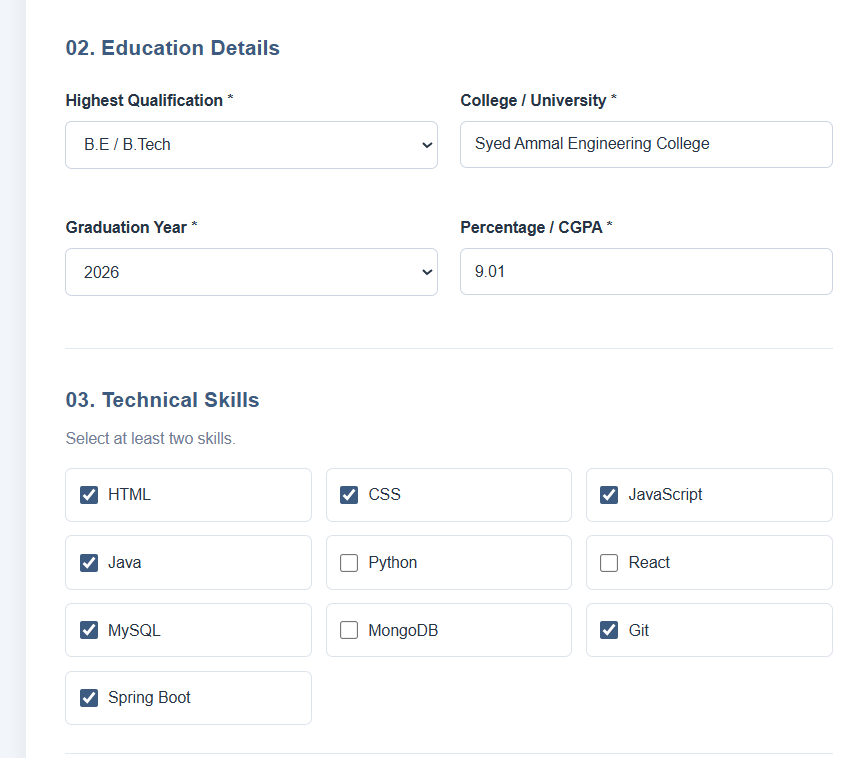 02. Education Details
Highest Qualification *
College / University *
B.E / B.Tech
Syed Ammal Engineering College
Graduation Year *
Percentage / CGPA *
2026
9.01
03. Technical Skills
Select at least two skills.
HTML
CSS
JavaScript
Java
Python
React
MySQL
MongoDB
Git
Spring Boot